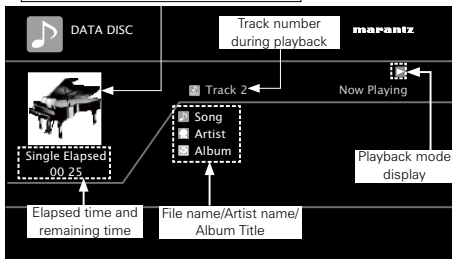 DATA DISC
Track number
during playback
marantz
Track 2
Now Playing
Song
Artist
Album
Single Elapsed
00 25
Playback mode
display
Elapsed time and
remaining time
File name/Artist name/
Album Title